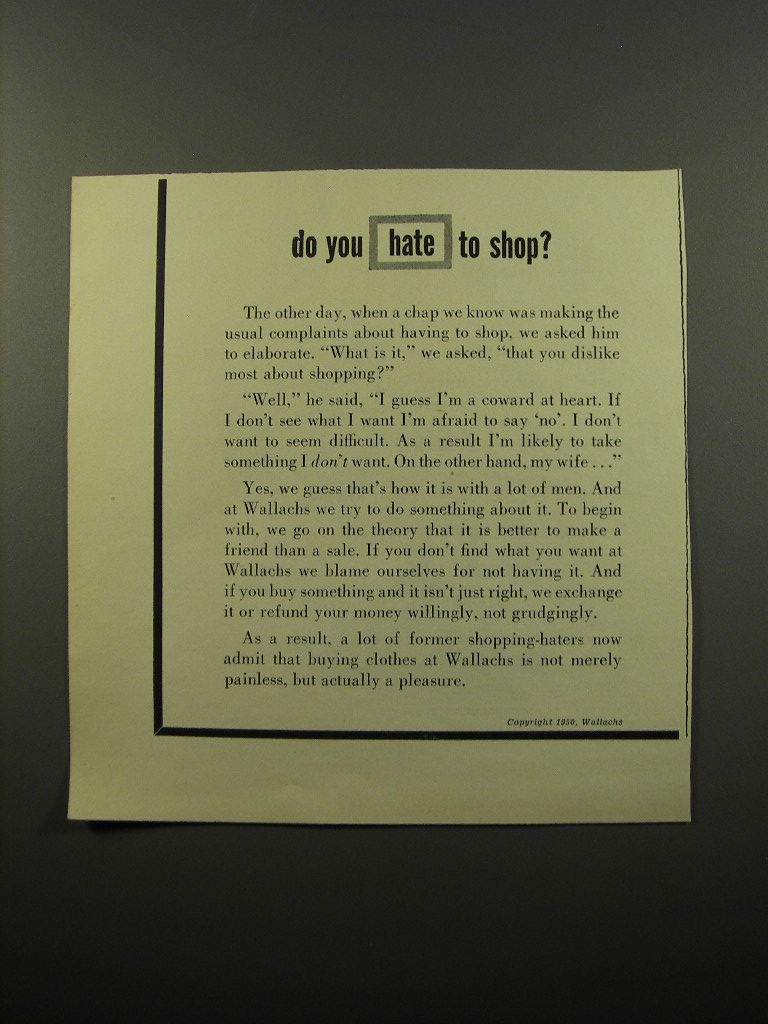 do you hate to shop?
The other day, when a chap we know was making the
usual complaints about having to shop, we asked him
to elaborate. “What is it,” we asked, “that you dislike
most about shopping?”
“Well,” he said, “I guess I’m a coward at heart. If
I don’t see what I want I’m afraid to say ‘no’. I don’t
want to seem difficult. As a result I’m likely to take
something I don’t want. On the other hand, my wife . . .”
Yes, we guess that’s how it is with a lot of men. And
at Wallachs we try to do something about it. To begin
with, we go on the theory that it is better to make a
friend than a sale. If you don’t find what you want at
Wallachs we blame ourselves for not having it. And
if you buy something and it isn’t just right, we exchange
it or refund your money willingly, not grudgingly.
As a result, a lot of former shopping-haters now
admit that buying clothes at Wallachs is not merely
painless, but actually a pleasure.
Copyright 1950, Wallachs